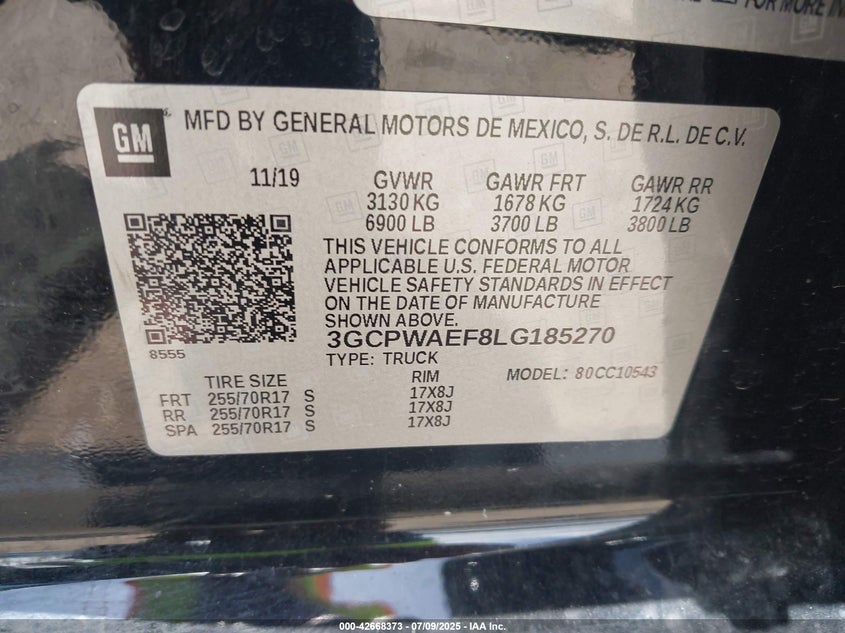 FOR MORE IN
GM
MFD BY GENERAL MOTORS DE MEXICO, S. DE R.L. DE C.V.
11/19 GVWR GAWR FRT GAWR RR
3130 KG 1678 KG 1724 KG
6900 LB 3700 LB 3800 LB
THIS VEHICLE CONFORMS TO ALL
APPLICABLE U.S. FEDERAL MOTOR
VEHICLE SAFETY STANDARDS IN EFFECT
ON THE DATE OF MANUFACTURE
SHOWN ABOVE.
8555 3GCPWAEF8LG185270
TYPE: TRUCK
TIRE SIZE RIM MODEL: 80CC10543
FRT 255/70R17 S 17X8J
RR 255/70R17 S 17X8J
SPA 255/70R17 S 17X8J
000-42668373 - 07/09/2025 - IAA Inc.